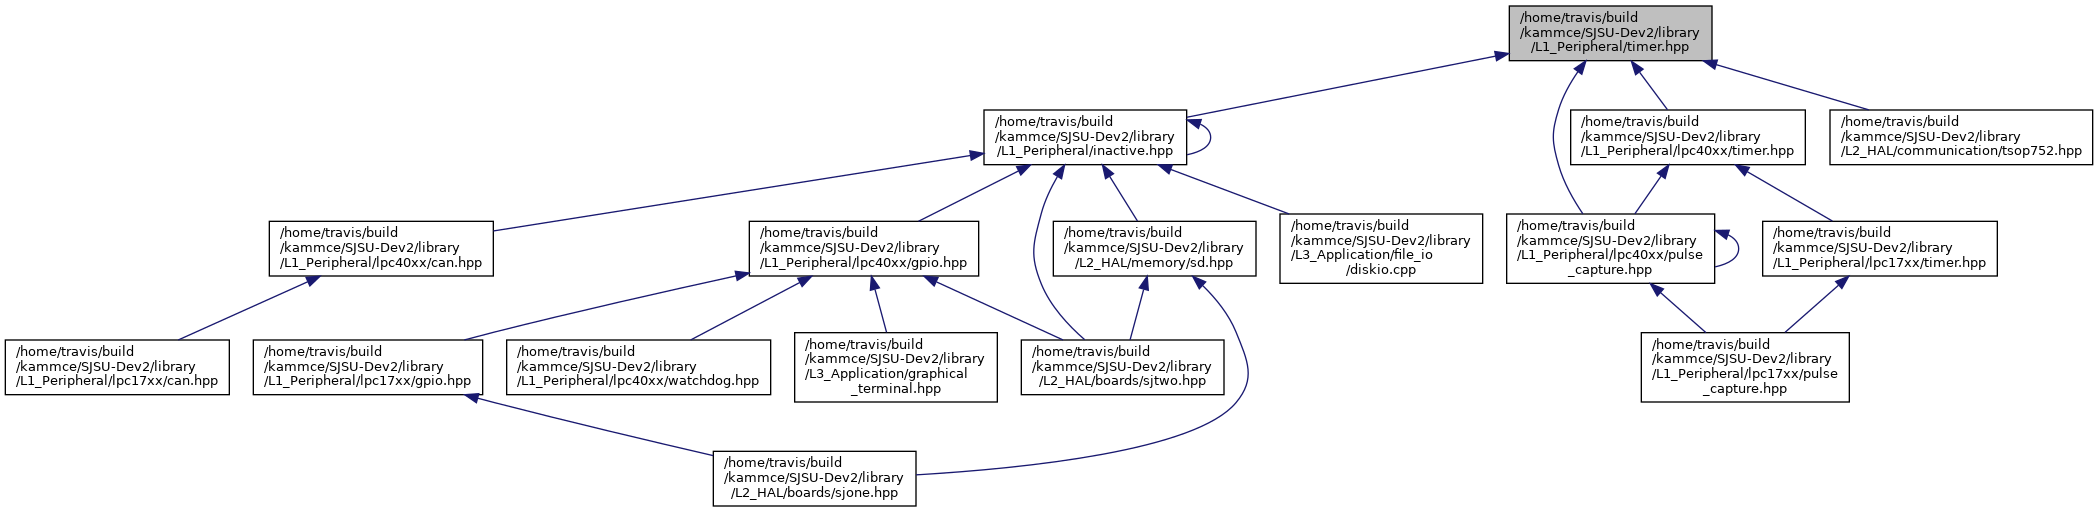 /home/travis/build
/kammce/SJSU-Dev2/library
/L1_Peripheral/timer.hpp
/home/travis/build
/kammce/SJSU-Dev2/library
/L1_Peripheral/inactive.hpp
/home/travis/build
/kammce/SJSU-Dev2/library
/L1_Peripheral/lpc40xx/timer.hpp
/home/travis/build
/kammce/SJSU-Dev2/library
/L2_HAL/communication/tsop752.hpp
/home/travis/build
/kammce/SJSU-Dev2/library
/L1_Peripheral/lpc40xx/can.hpp
/home/travis/build
/kammce/SJSU-Dev2/library
/L1_Peripheral/lpc40xx/gpio.hpp
/home/travis/build
/kammce/SJSU-Dev2/library
/L2_HAL/memory/sd.hpp
/home/travis/build
/kammce/SJSU-Dev2/library
/L3_Application/file_io
/diskio.cpp
/home/travis/build
/kammce/SJSU-Dev2/library
/L1_Peripheral/lpc40xx/pulse
_capture.hpp
/home/travis/build
/kammce/SJSU-Dev2/library
/L1_Peripheral/lpc17xx/timer.hpp
/home/travis/build
/kammce/SJSU-Dev2/library
/L1_Peripheral/lpc17xx/can.hpp
/home/travis/build
/kammce/SJSU-Dev2/library
/L1_Peripheral/lpc17xx/gpio.hpp
/home/travis/build
/kammce/SJSU-Dev2/library
/L1_Peripheral/lpc40xx/watchdog.hpp
/home/travis/build
/kammce/SJSU-Dev2/library
/L3_Application/graphical
_terminal.hpp
/home/travis/build
/kammce/SJSU-Dev2/library
/L2_HAL/boards/sjtwo.hpp
/home/travis/build
/kammce/SJSU-Dev2/library
/L1_Peripheral/lpc17xx/pulse
_capture.hpp
/home/travis/build
/kammce/SJSU-Dev2/library
/L2_HAL/boards/sjone.hpp